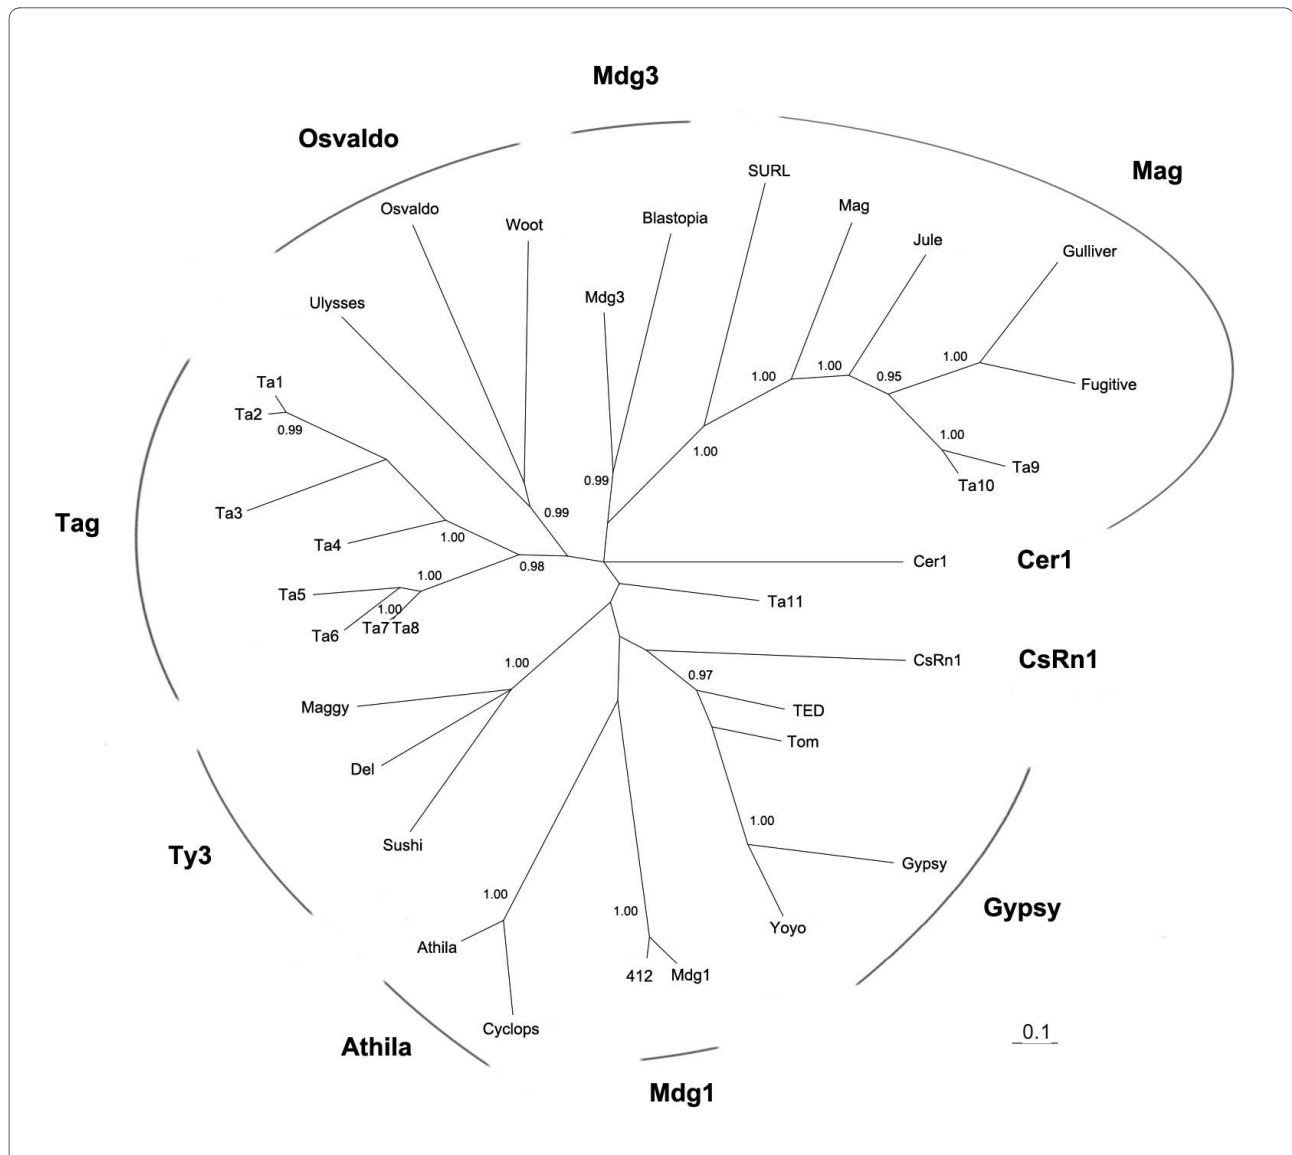 Mdg3
Osvaldo
Mag
SURL
Mag
Osvaldo
Woot
Blastopia
Jule
Gulliver
Ulysses
Mdg3
1.00
1.00
1.00
0.95
Fugitive
Ta1
Ta2
0.99
1.00
1.00
Ta9
Ta10
0.99
Ta3
0.99
Tag
Ta4
1.00
0.98
Cer1
Cer1
1.00
Ta5
1.00
Ta6
Ta7 Ta8
Ta11
1.00
CsRn1
CsRn1
0.97
Maggy
TED
Tom
Del
1.00
Sushi
Ty3
Gypsy
1.00
1.00
Gypsy
Yoyo
Athila
412
Mdg1
Cyclops
0.1
Athila
Mdg1